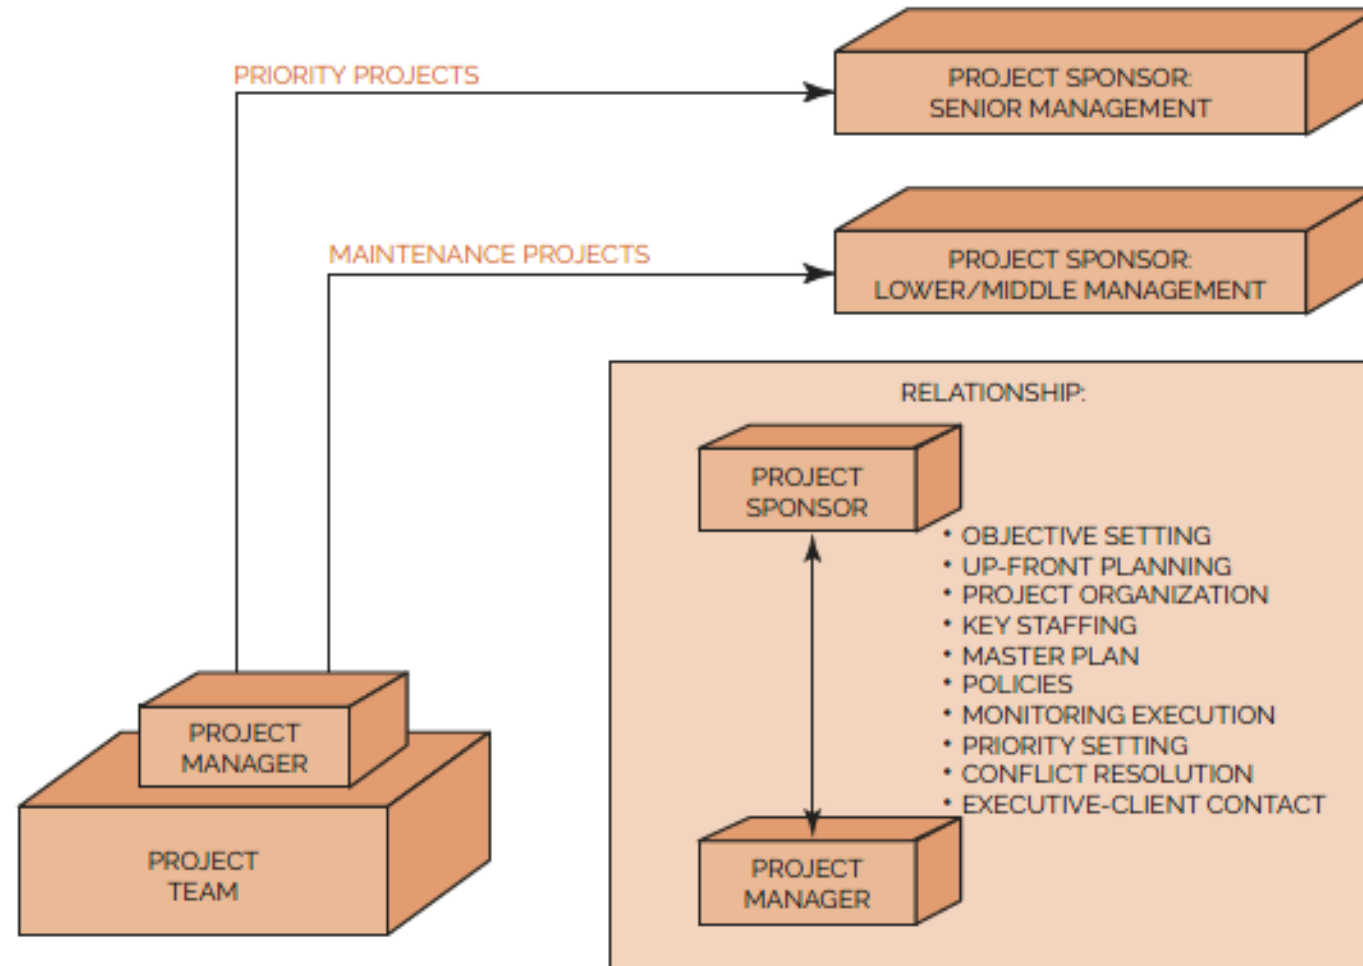 PRIORITY PROJECTS
PROJECT SPONSOR:
SENIOR MANAGEMENT
MAINTENANCE PROJECTS
PROJECT SPONSOR:
LOWER/MIDDLE MANAGEMENT
RELATIONSHIP:
PROJECT
SPONSOR
• OBJECTIVE SETTING
• UP-FRONT PLANNING
• PROJECT ORGANIZATION
• KEY STAFFING
• MASTER PLAN
• POLICIES
• MONITORING EXECUTION
• PRIORITY SETTING
• CONFLICT RESOLUTION
• EXECUTIVE-CLIENT CONTACT
PROJECT
MANAGER
PROJECT
MANAGER
PROJECT
TEAM